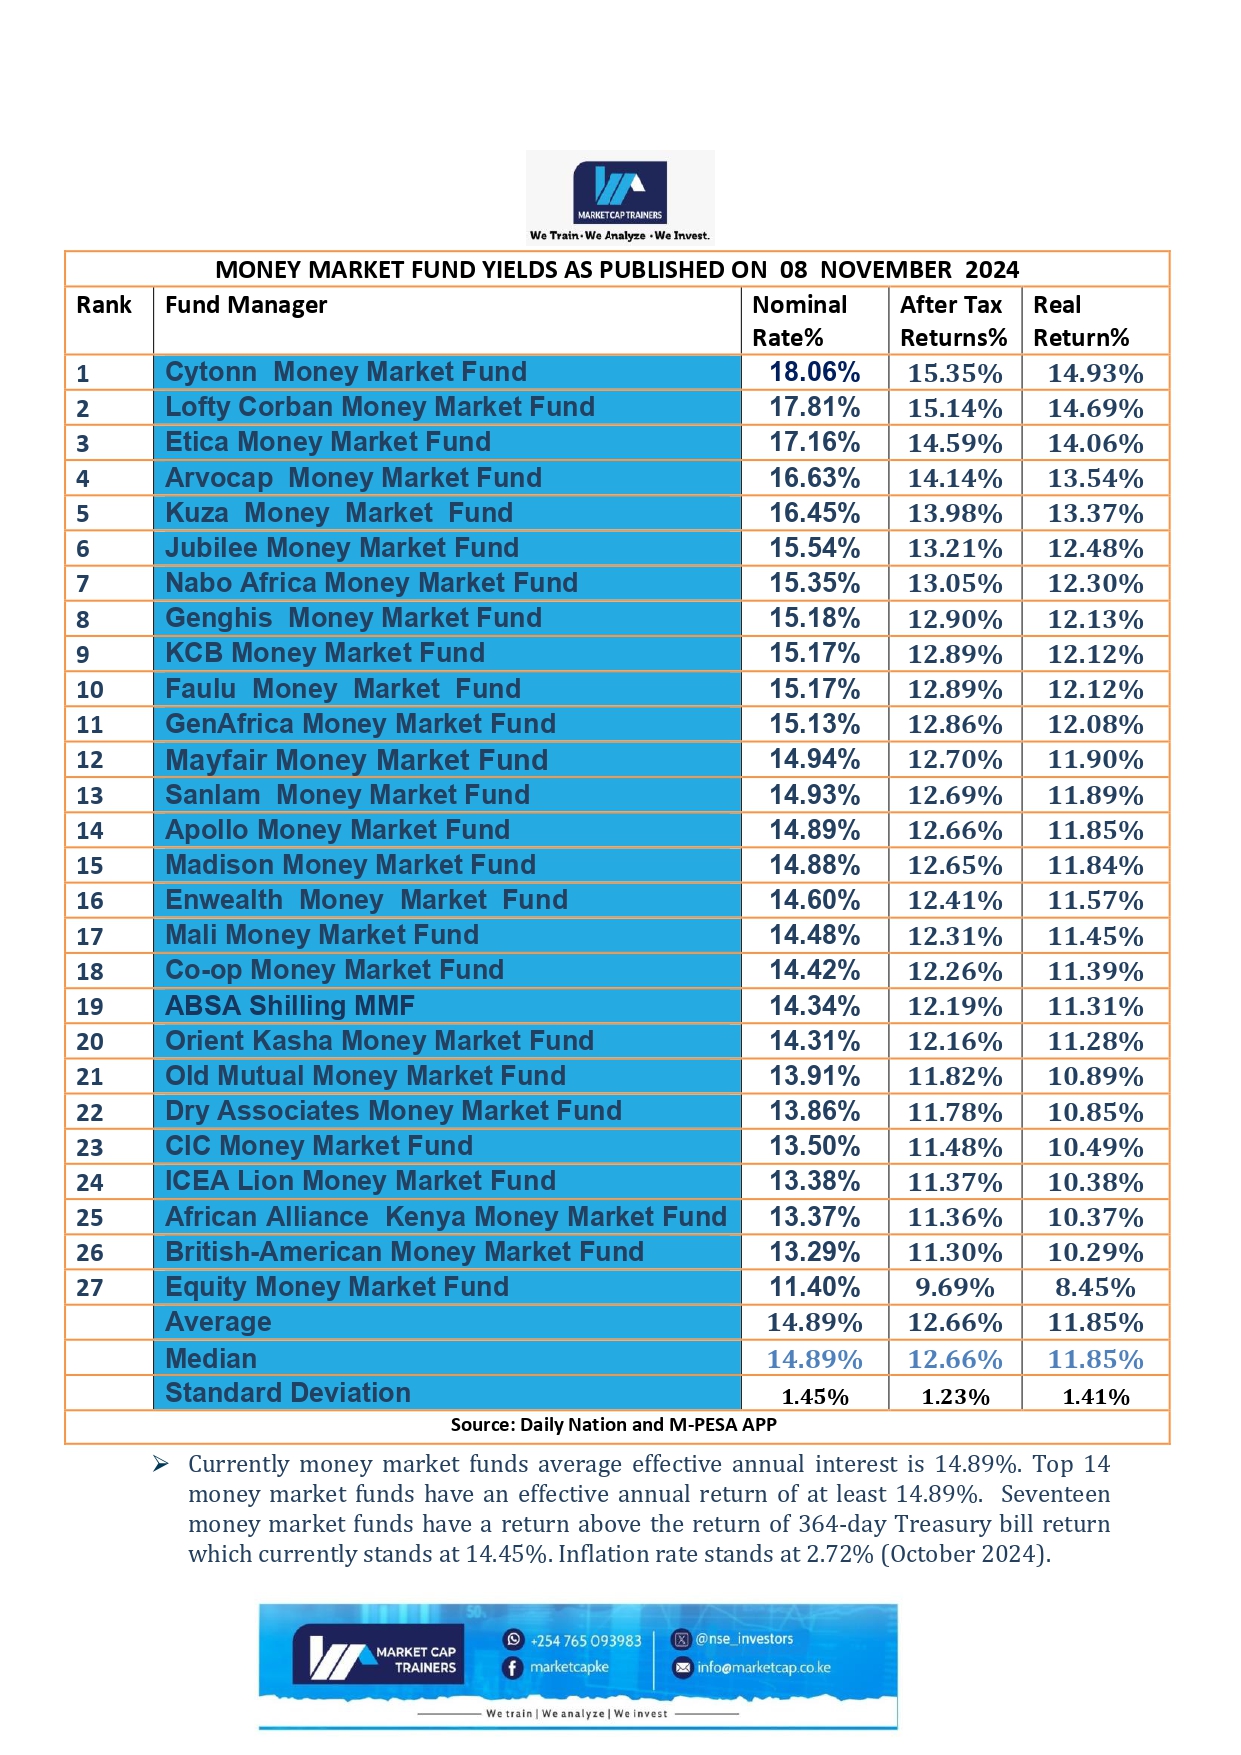 MARKETCAP TRAINERS
We Train · We Analyze · We Invest.
MONEY MARKET FUND YIELDS AS PUBLISHED ON 08 NOVEMBER 2024
Rank Fund Manager Nominal Rate% After Tax Returns% Real Return%
1 Cytonn Money Market Fund 18.06% 15.35% 14.93%
2 Lofty Corban Money Market Fund 17.81% 15.14% 14.69%
3 Etica Money Market Fund 17.16% 14.59% 14.06%
4 Arvocap Money Market Fund 16.63% 14.14% 13.54%
5 Kuza Money Market Fund 16.45% 13.98% 13.37%
6 Jubilee Money Market Fund 15.54% 13.21% 12.48%
7 Nabo Africa Money Market Fund 15.35% 13.05% 12.30%
8 Genghis Money Market Fund 15.18% 12.90% 12.13%
9 KCB Money Market Fund 15.17% 12.89% 12.12%
10 Faulu Money Market Fund 15.17% 12.89% 12.12%
11 GenAfrica Money Market Fund 15.13% 12.86% 12.08%
12 Mayfair Money Market Fund 14.94% 12.70% 11.90%
13 Sanlam Money Market Fund 14.93% 12.69% 11.89%
14 Apollo Money Market Fund 14.89% 12.66% 11.85%
15 Madison Money Market Fund 14.88% 12.65% 11.84%
16 Enwealth Money Market Fund 14.60% 12.41% 11.57%
17 Mali Money Market Fund 14.48% 12.31% 11.45%
18 Co-op Money Market Fund 14.42% 12.26% 11.39%
19 ABSA Shilling MMF 14.34% 12.19% 11.31%
20 Orient Kasha Money Market Fund 14.31% 12.16% 11.28%
21 Old Mutual Money Market Fund 13.91% 11.82% 10.89%
22 Dry Associates Money Market Fund 13.86% 11.78% 10.85%
23 CIC Money Market Fund 13.50% 11.48% 10.49%
24 ICEA Lion Money Market Fund 13.38% 11.37% 10.38%
25 African Alliance Kenya Money Market Fund 13.37% 11.36% 10.37%
26 British-American Money Market Fund 13.29% 11.30% 10.29%
27 Equity Money Market Fund 11.40% 9.69% 8.45%
Average 14.89% 12.66% 11.85%
Median 14.89% 12.66% 11.85%
Standard Deviation 1.45% 1.23% 1.41%
Source: Daily Nation and M-PESA APP
➢ Currently money market funds average effective annual interest is 14.89%. Top 14
money market funds have an effective annual return of at least 14.89%. Seventeen
money market funds have a return above the return of 364-day Treasury bill return
which currently stands at 14.45%. Inflation rate stands at 2.72% (October 2024).
50%
MARKET CAP
TRAINERS
+254 765 093983
marketcapke
@nse_investors
info@marketcap.co.ke
We train | We analyze | We invest